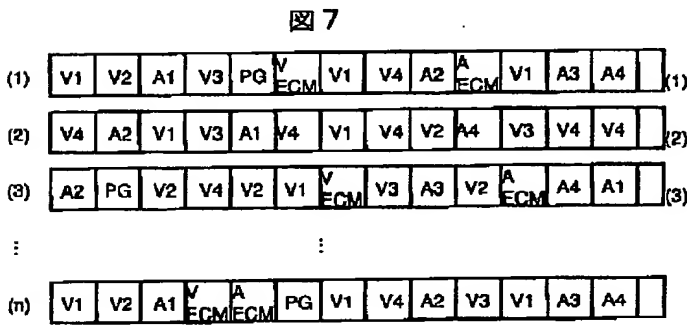 図7
(1) V1 V2 A1 V3 PG V ECM V1 V4 A2 A ECM V1 A3 A4 (1)
(2) V4 A2 V1 V3 A1 V4 V1 V4 V2 A4 V3 V4 V4 (2)
(3) A2 PG V2 V4 V2 V1 V ECM V3 A3 V2 A ECM A4 A1 (3)
⋮ ⋮
(n) V1 V2 A1 V ECM A ECM PG V1 V4 A2 V3 V1 A3 A4